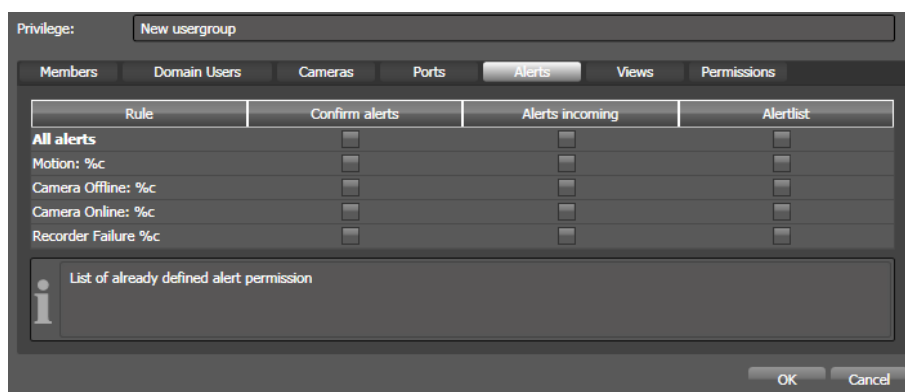 Privilege: New usergroup
Members Domain Users Cameras Ports Alerts Views Permissions
Rule Confirm alerts Alerts incoming Alertlist
All alerts
Motion: %c
Camera Offline: %c
Camera Online: %c
Recorder Failure %c
List of already defined alert permission
OK Cancel